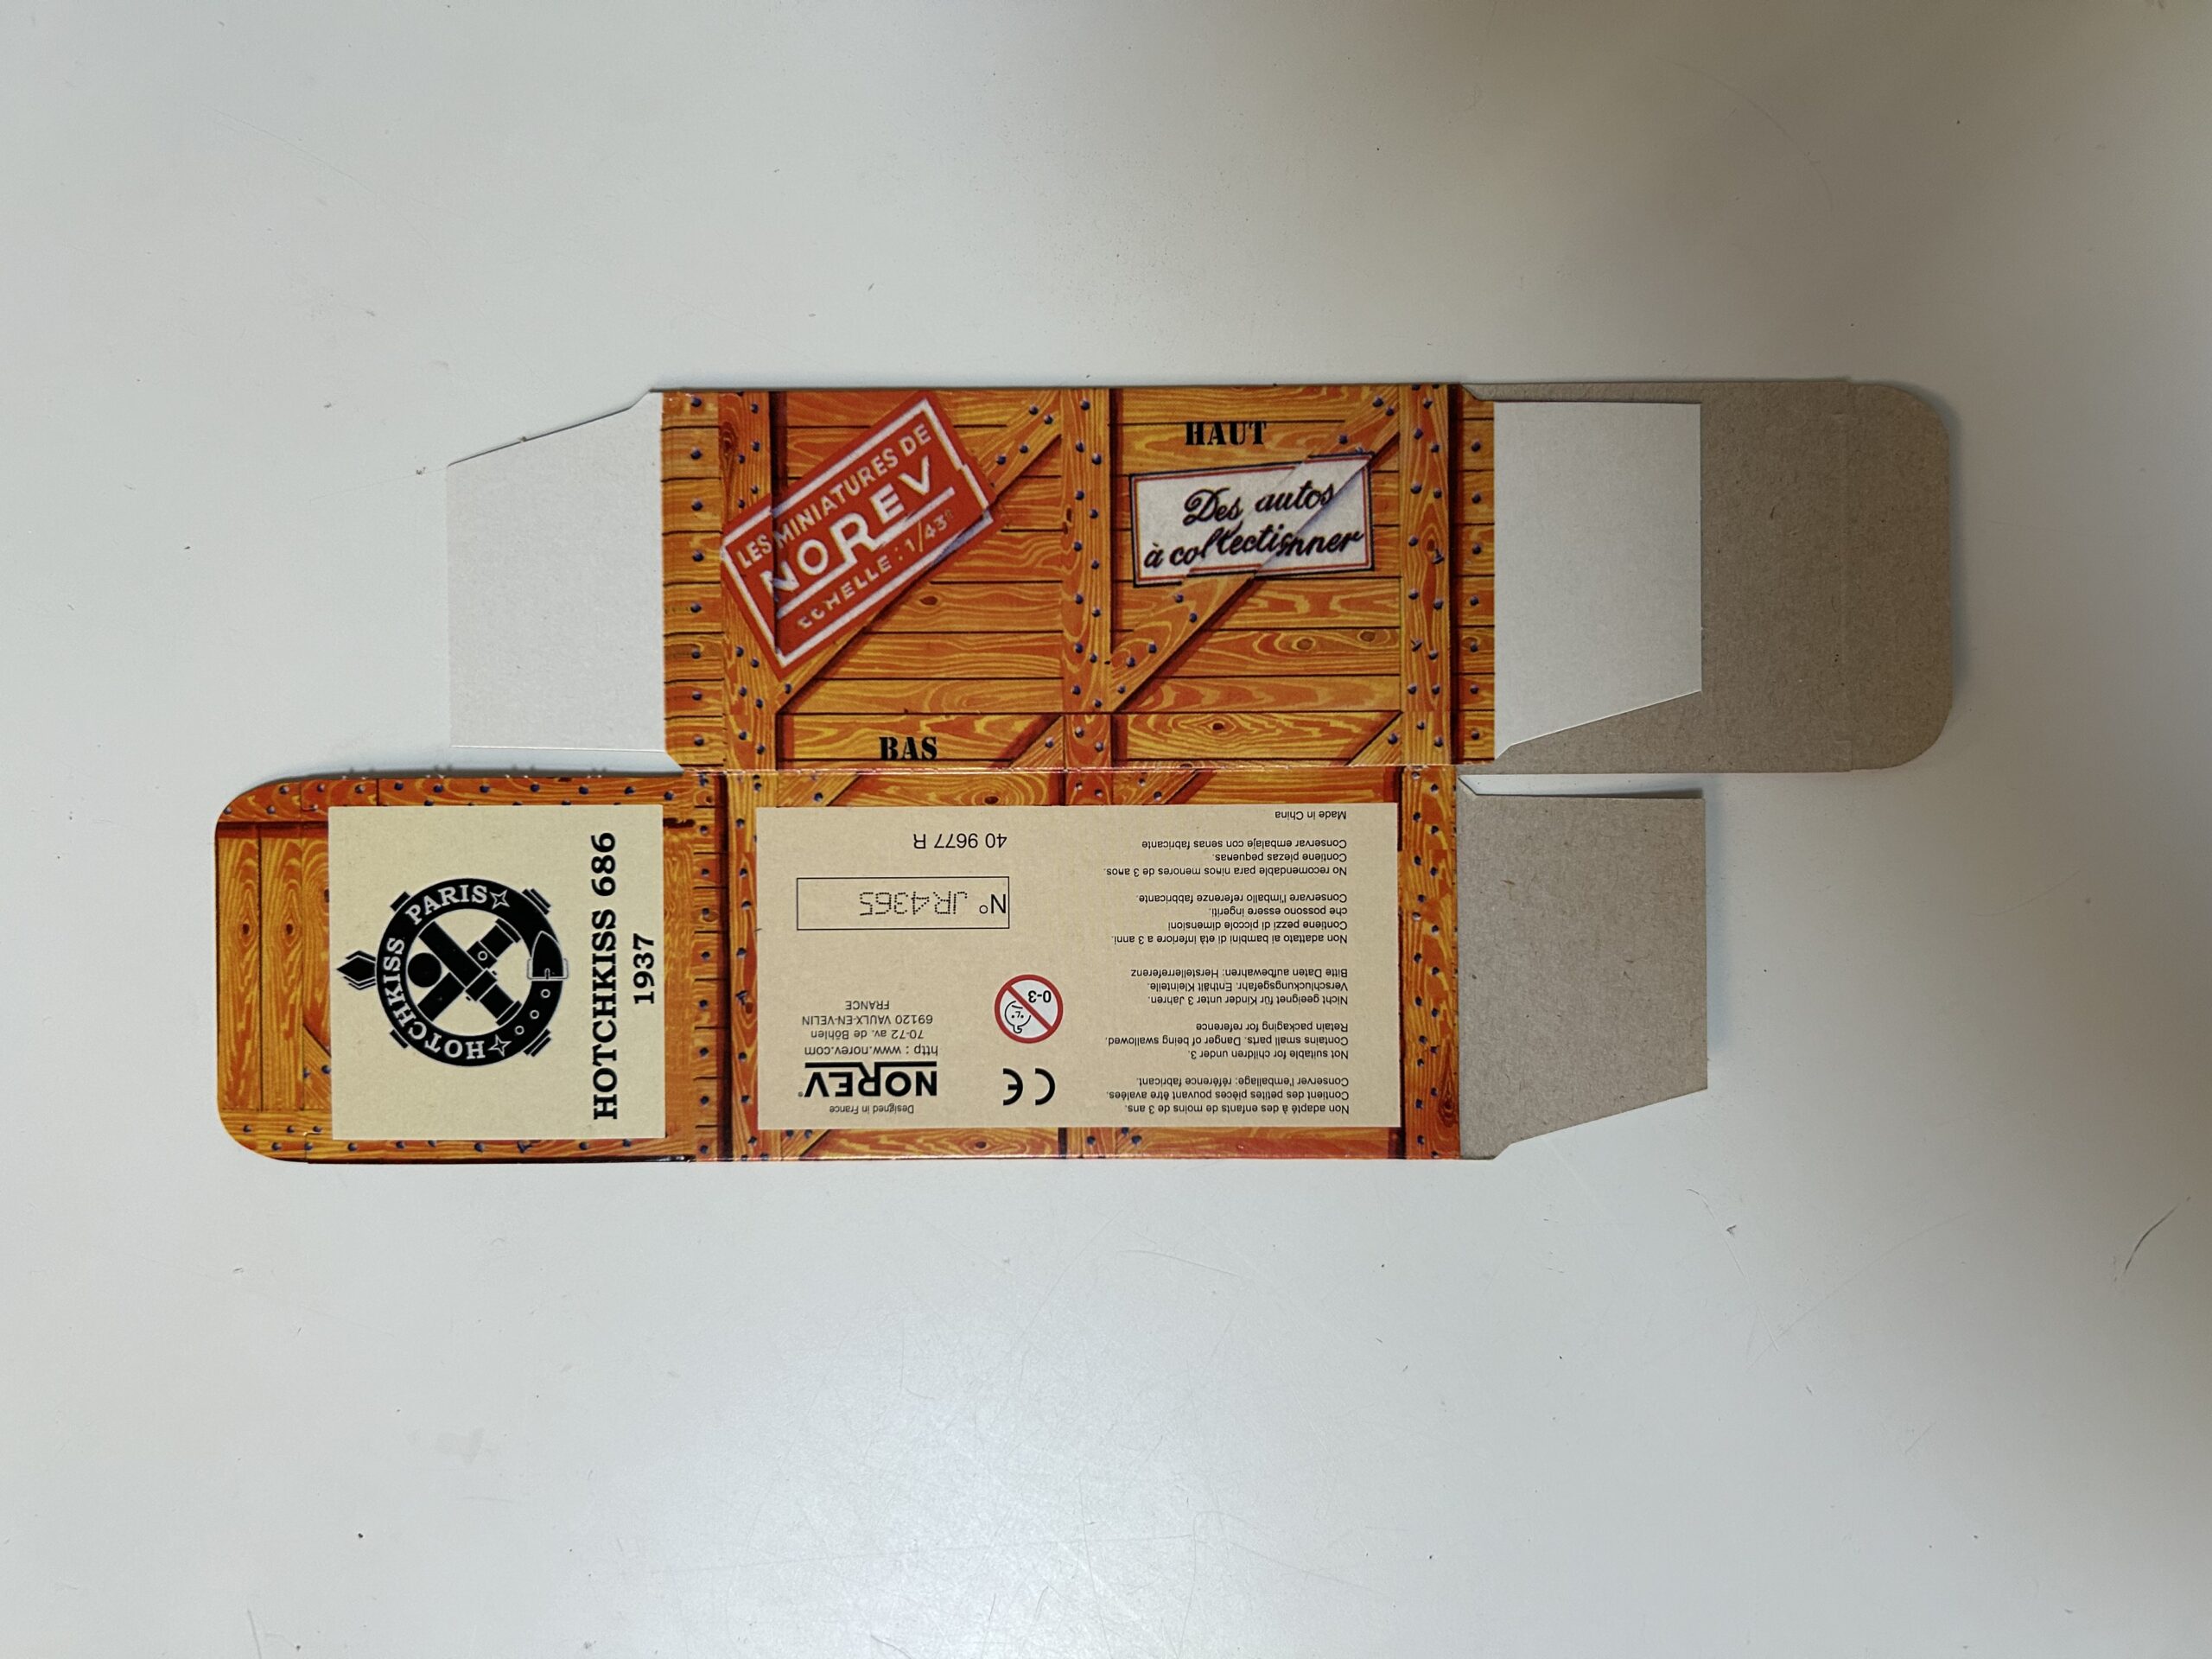 LES MINIATURES DE
NOREV
ECHELLE : 1/43e
HAUT
Des autos
à collectionner
BAS
HOTCHKISS PARIS
HOTCHKISS 686
1937
Non adapté à des enfants de moins de 3 ans.
Contient des petites pièces pouvant être avalées.
Conserver l'emballage: référence fabricant.
Not suitable for children under 3.
Contains small parts. Danger of being swallowed.
Retain packaging for reference
Nicht geeignet für Kinder unter 3 Jahren.
Verschluckungsgefahr. Enthält Kleinteile.
Bitte Daten aufbewahren: Herstellerreferenz
Non adattato ai bambini di età inferiore a 3 anni.
Contiene pezzi di piccole dimensioni
che possono essere ingeriti.
Conservare l'imballo referenze fabbricante.
No recomendable para ninos menores de 3 anos.
Contiene piezas pequenas.
Conservar embalaje con senas fabricante
Made in China
CE
0-3
Designed in France
NOREV®
http : www.norev.com
70-72 av. de Böhlen
69120 VAULX-EN-VELIN
FRANCE
N° JR4365
40 9677 R